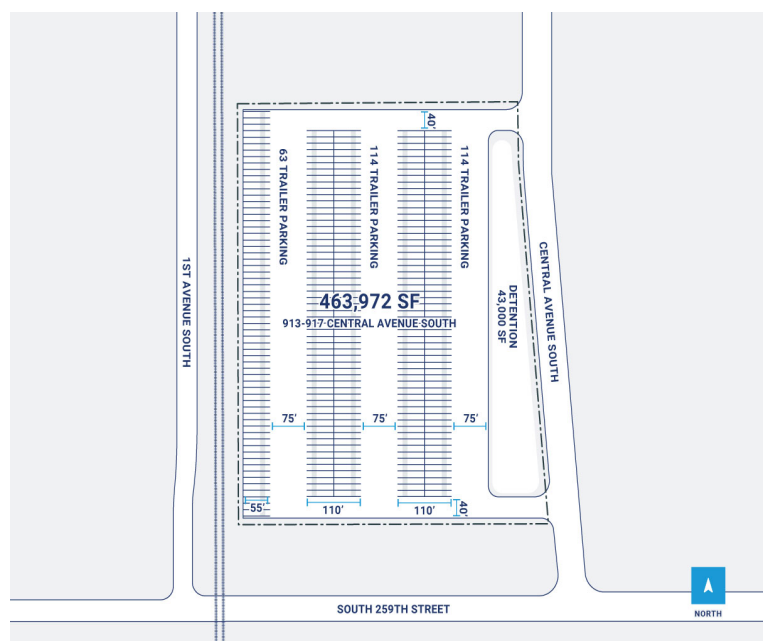 40'
63 TRAILER PARKING
114 TRAILER PARKING
114 TRAILER PARKING
1ST AVENUE SOUTH
CENTRAL AVENUE SOUTH
DETENTION
43,000 SF
463,972 SF
913-917 CENTRAL AVENUE SOUTH
75'
75'
75'
55'
110'
110'
40'
SOUTH 259TH STREET
NORTH